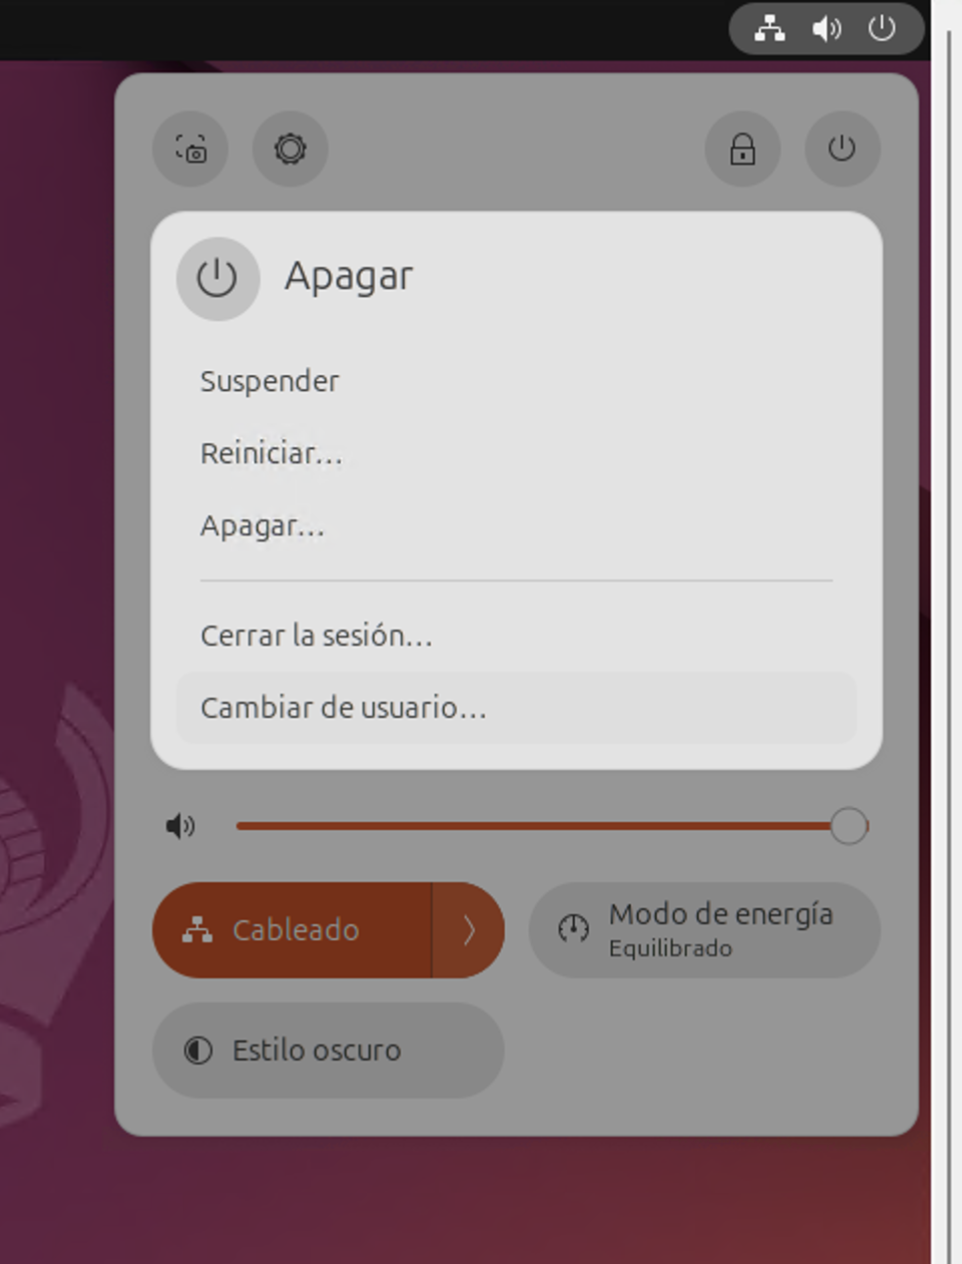 Apagar
Suspender
Reiniciar...
Apagar...
Cerrar la sesión...
Cambiar de usuario...
Cableado
Modo de energía
Equilibrado
Estilo oscuro